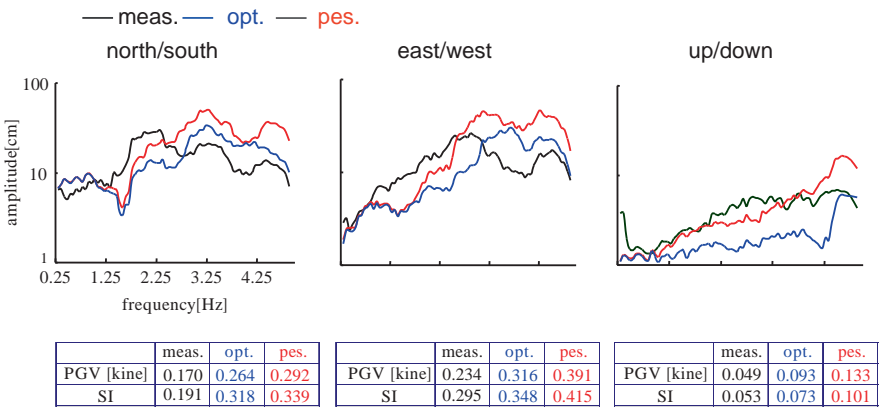 meas. opt. pes.
north/south east/west up/down
amplitude[cm]
100
10
1
0.25 1.25 2.25 3.25 4.25
frequency[Hz]
meas. opt. pes.
PGV [kine] 0.170 0.264 0.292
SI 0.191 0.318 0.339
meas. opt. pes.
PGV [kine] 0.234 0.316 0.391
SI 0.295 0.348 0.415
meas. opt. pes.
PGV [kine] 0.049 0.093 0.133
SI 0.053 0.073 0.101